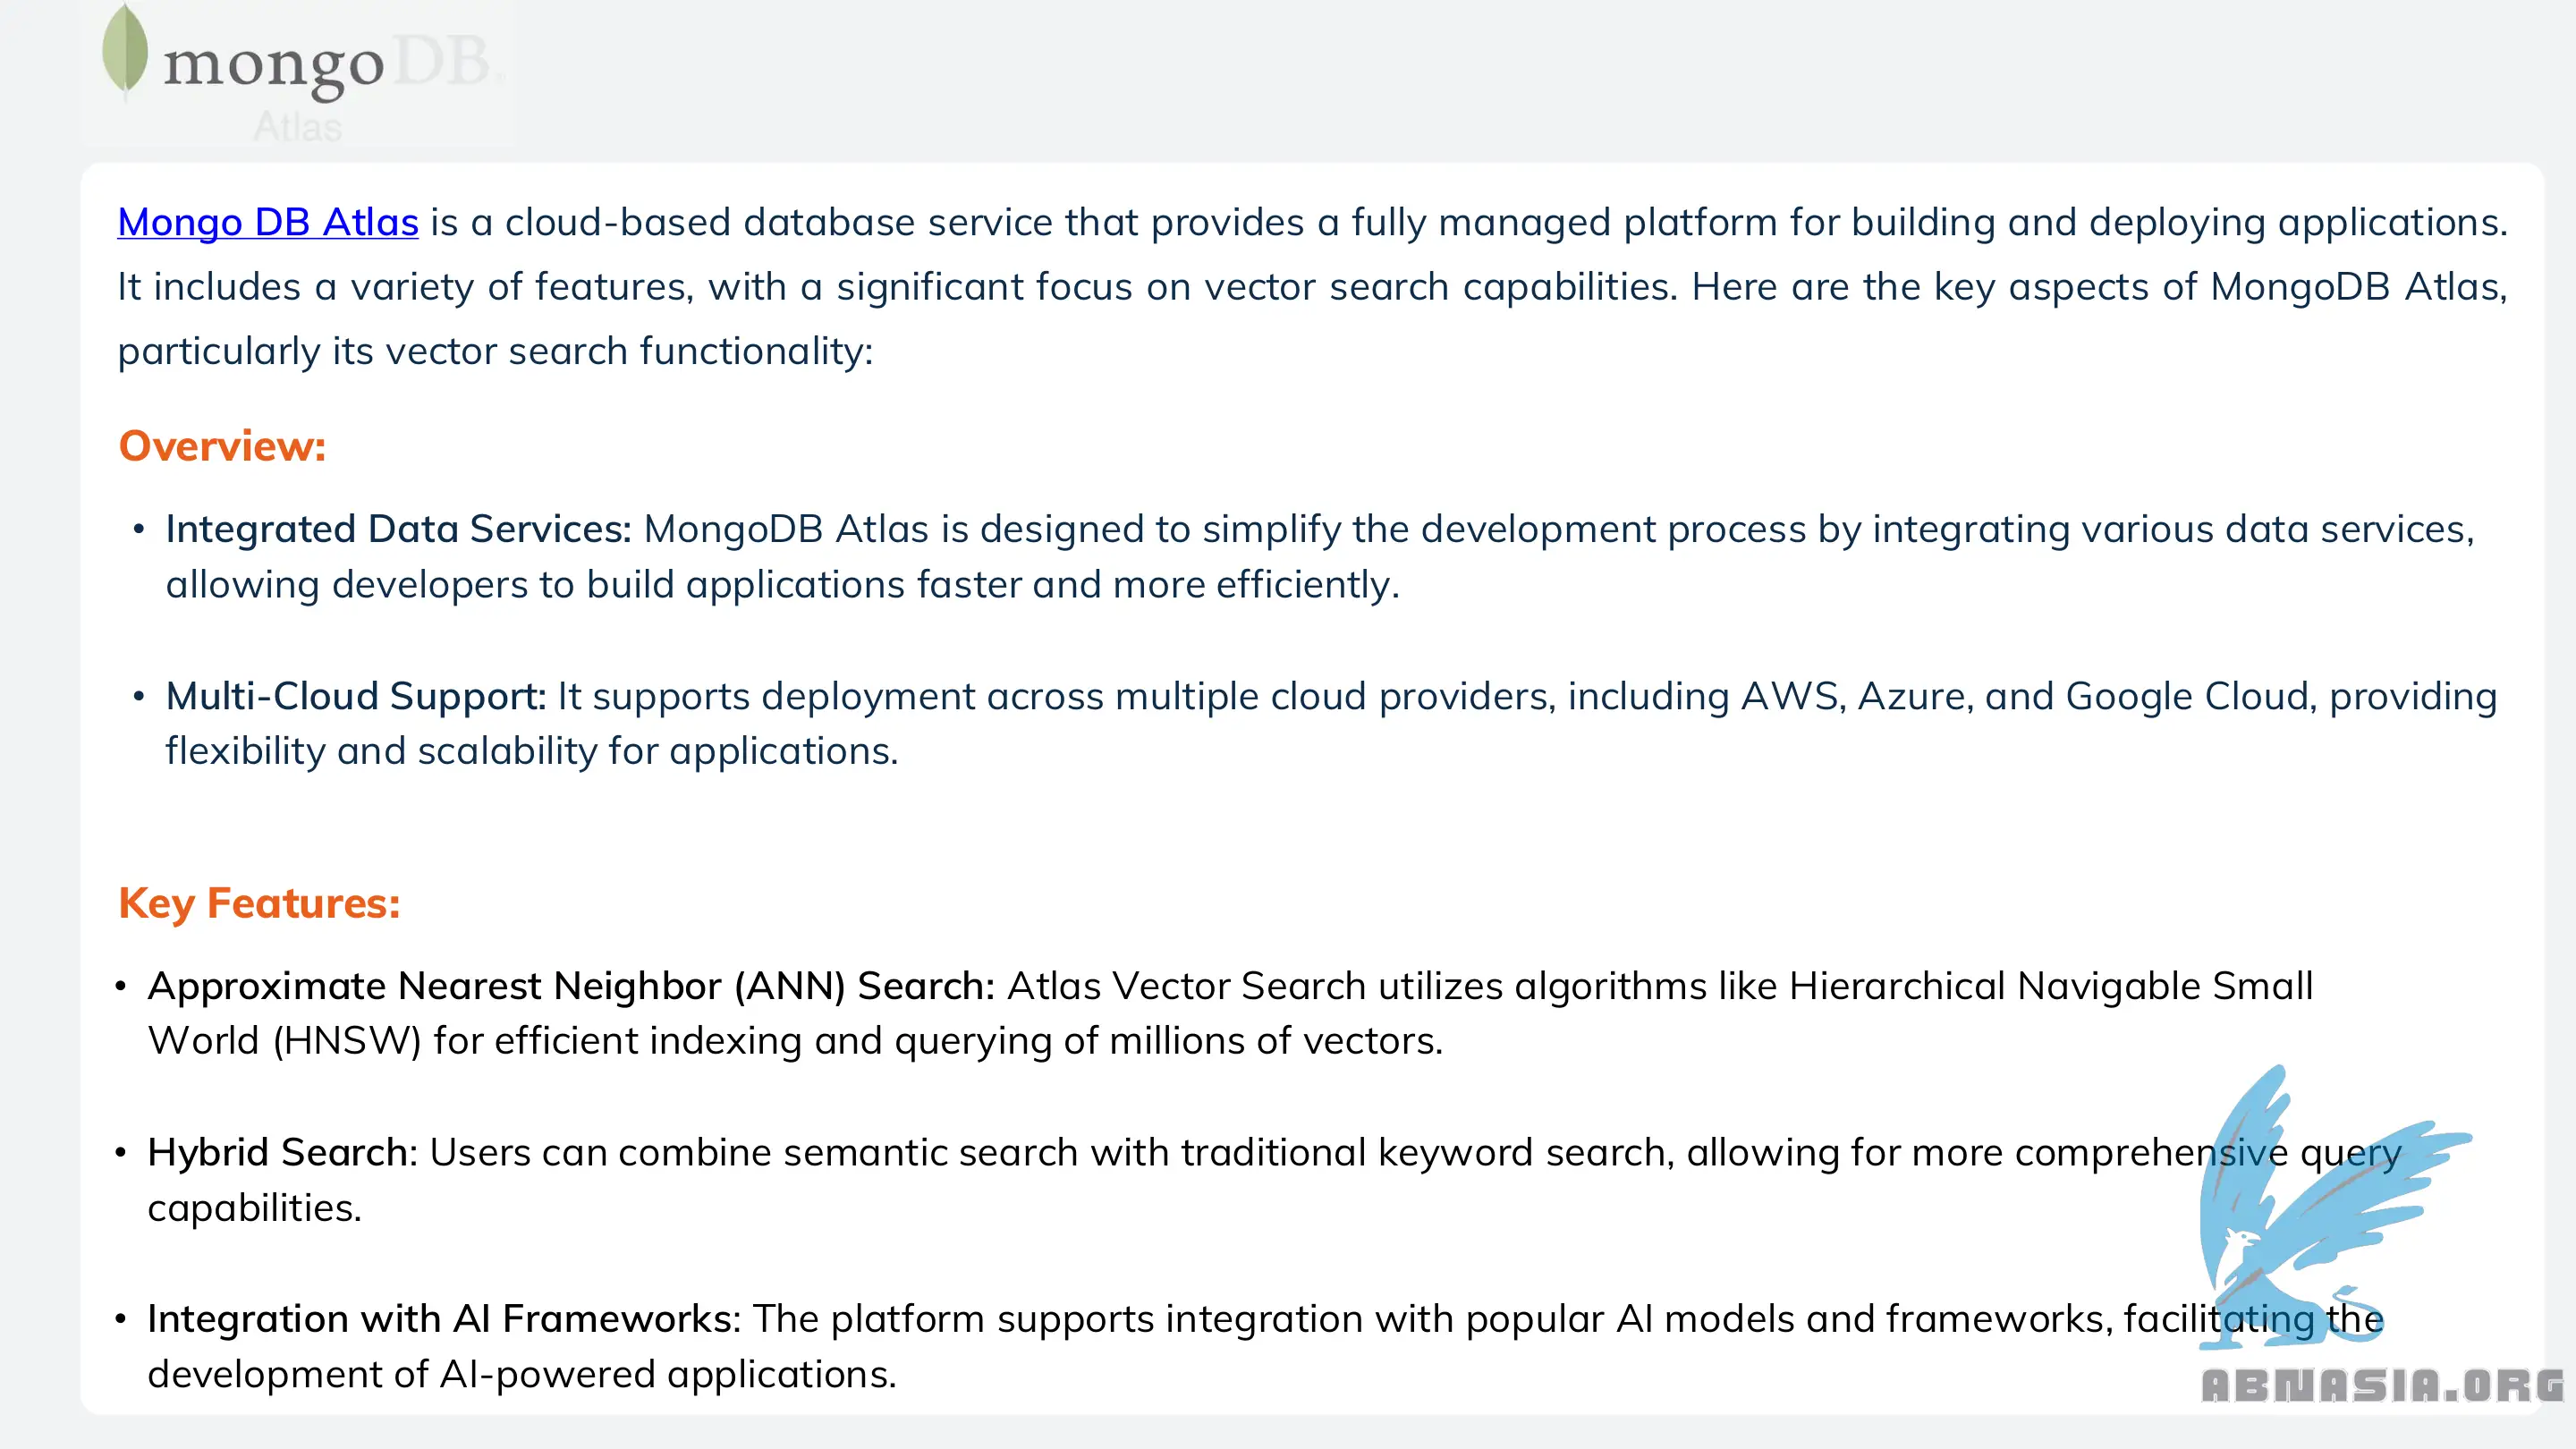 mongoDB.
Atlas
Mongo DB Atlas is a cloud-based database service that provides a fully managed platform for building and deploying applications.
It includes a variety of features, with a significant focus on vector search capabilities. Here are the key aspects of MongoDB Atlas,
particularly its vector search functionality:
Overview:
• Integrated Data Services: MongoDB Atlas is designed to simplify the development process by integrating various data services,
allowing developers to build applications faster and more efficiently.
• Multi-Cloud Support: It supports deployment across multiple cloud providers, including AWS, Azure, and Google Cloud, providing
flexibility and scalability for applications.
Key Features:
• Approximate Nearest Neighbor (ANN) Search: Atlas Vector Search utilizes algorithms like Hierarchical Navigable Small
World (HNSW) for efficient indexing and querying of millions of vectors.
• Hybrid Search: Users can combine semantic search with traditional keyword search, allowing for more comprehensive query
capabilities.
• Integration with AI Frameworks: The platform supports integration with popular AI models and frameworks, facilitating the
development of AI-powered applications.
ABNASIA.ORG